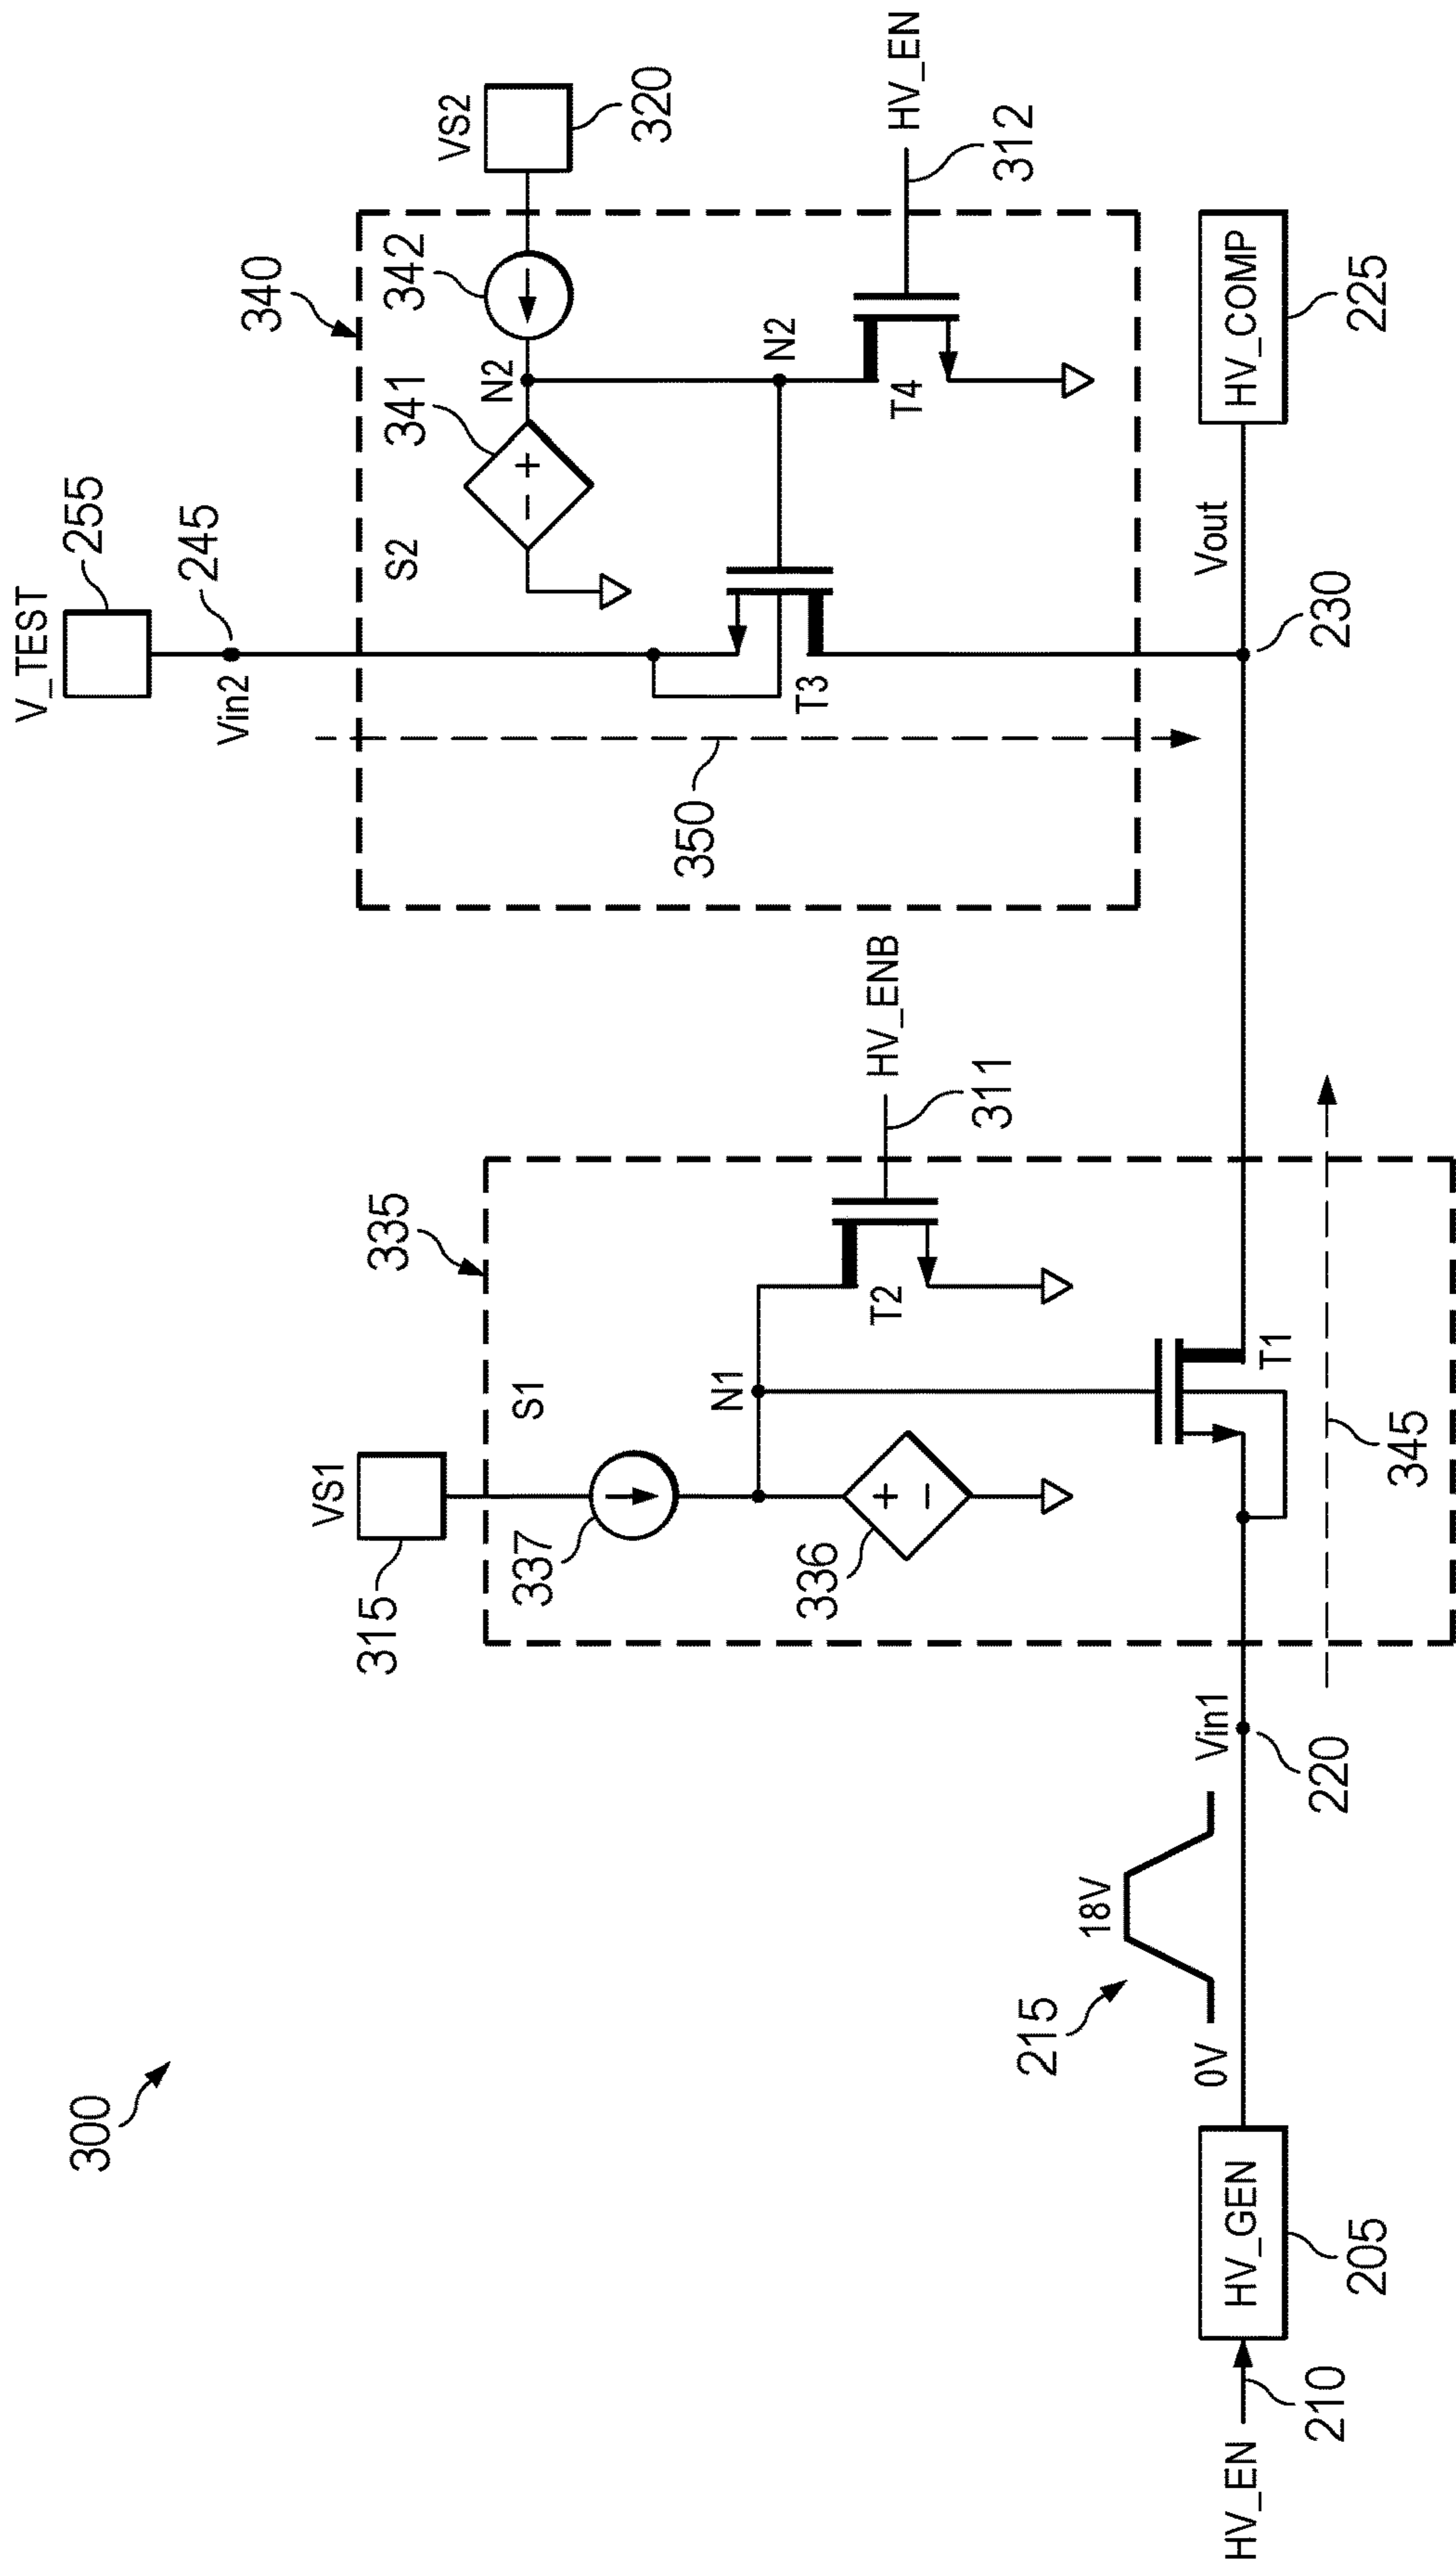 300
HV_EN
210
HV_GEN
205
0V
18V
215
Vin1
220
VS1
315
335
S1
337
N1
336
T2
HV_ENB
311
T1
345
V_TEST
255
245
Vin2
340
VS2
320
342
341
N2
N2
S2
T3
T4
HV_EN
312
350
Vout
230
HV_COMP
225